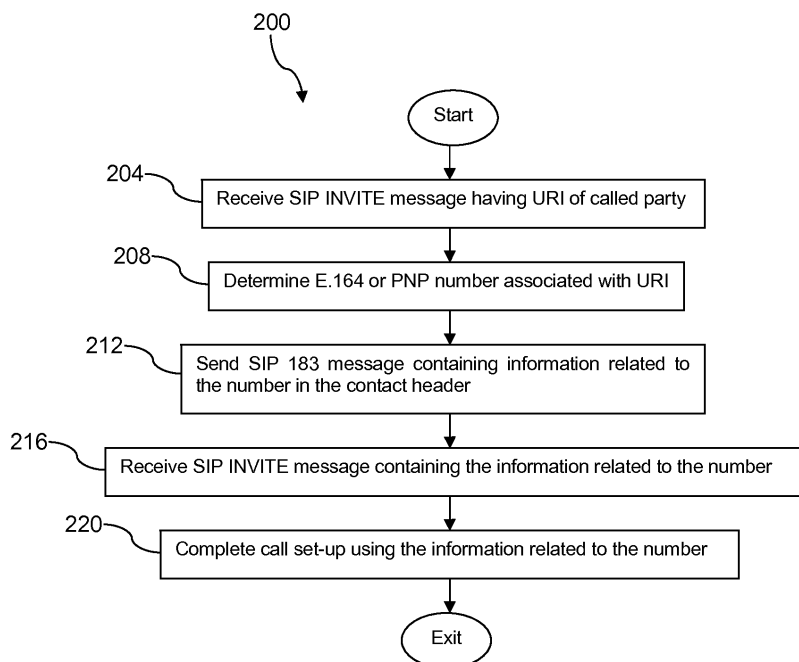 200
Start
204
Receive SIP INVITE message having URI of called party
208
Determine E.164 or PNP number associated with URI
212
Send SIP 183 message containing information related to
the number in the contact header
216
Receive SIP INVITE message containing the information related to the number
220
Complete call set-up using the information related to the number
Exit